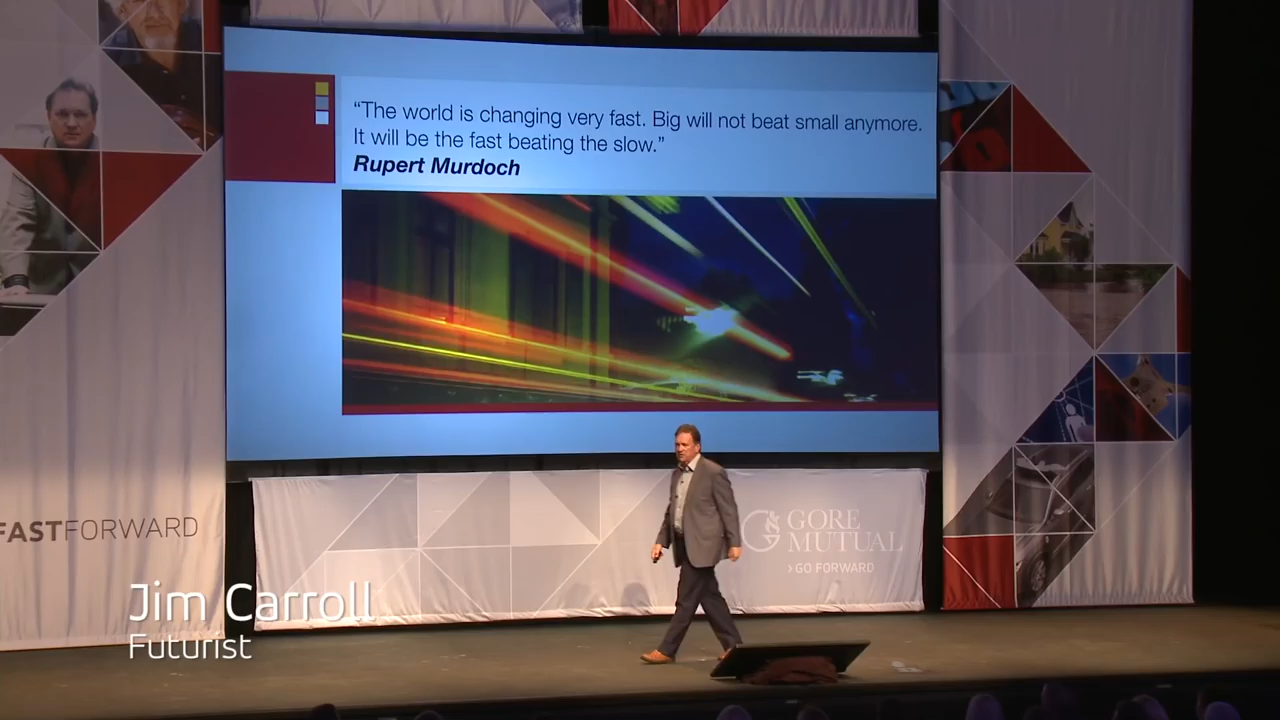 “The world is changing very fast. Big will not beat small anymore.
It will be the fast beating the slow.”
Rupert Murdoch
FASTFORWARD
GORE
MUTUAL
>GO FORWARD
Jim Carroll
Futurist